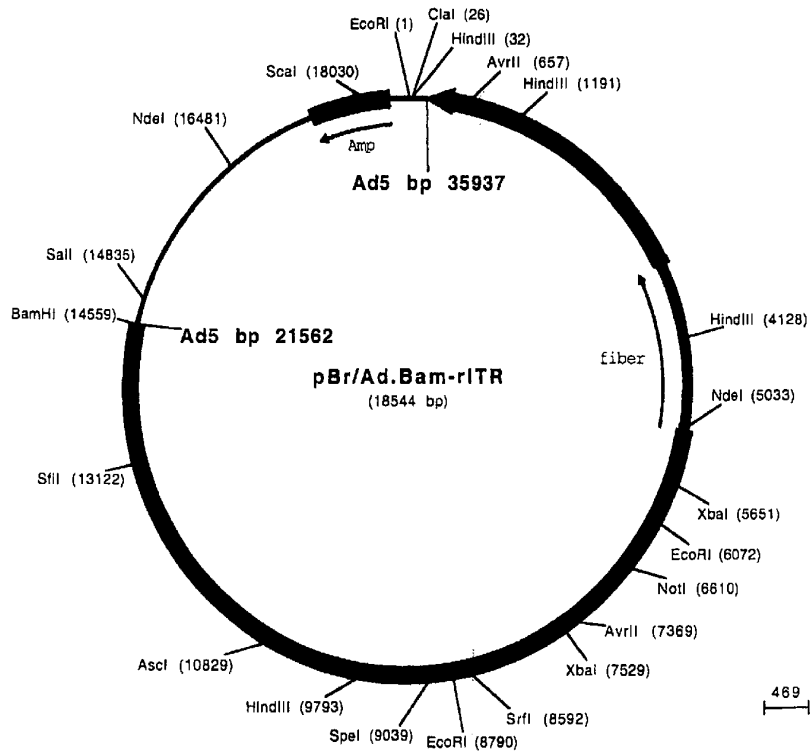 ClaI (26)
EcoRI (1)
HindIII (32)
AvrII (657)
ScaI (18030)
HindIII (1191)
NdeI (16481)
Amp
Ad5 bp 35937
SalI (14835)
BamHI (14559)
Ad5 bp 21562
HindIII (4128)
fiber
pBr/Ad.Bam-rITR
(18544 bp)
NdeI (5033)
SfiI (13122)
XbaI (5651)
EcoRI (6072)
NotI (6610)
AvrII (7369)
AscI (10829)
XbaI (7529)
HindIII (9793)
SrfI (8592)
SpeI (9039)
EcoRI (8790)
469